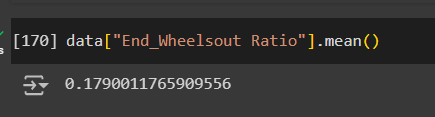 [170] data["End_Wheelsout Ratio"].mean()
s
0.1790011765909556